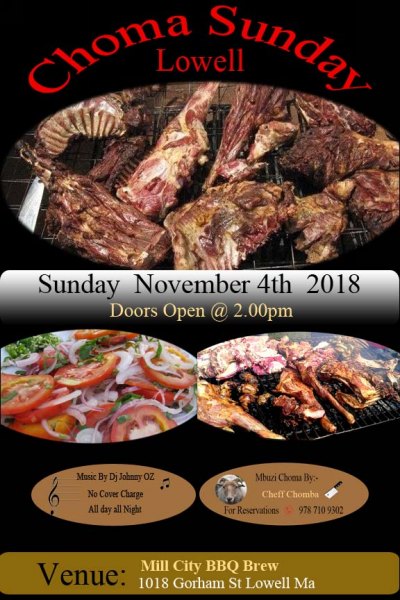 Choma Sunday
Lowell
Sunday November 4th 2018
Doors Open @ 2.00pm
Music By Dj Johnny OZ
No Cover Charge
All day all Night
Mbuzi Choma By:-
Cheff Chomba
For Reservations 978 710 9302
Venue:
Mill City BBQ Brew
1018 Gorham St Lowell Ma